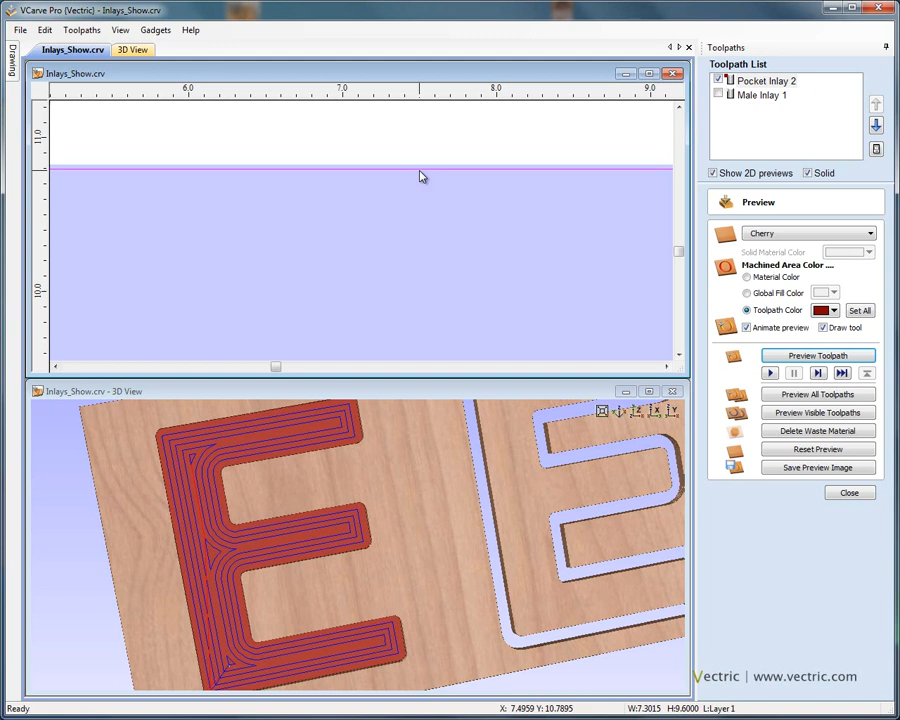 VCarve Pro (Vectric) - Inlays_Show.crv
File Edit Toolpaths View Gadgets Help
Drawing
Inlays_Show.crv 3D View
Inlays_Show.crv
6.0 7.0 8.0 9.0
11.0
10.0
Inlays_Show.crv - 3D View
Toolpaths
Toolpath List
Pocket Inlay 2
Male Inlay 1
Show 2D previews Solid
Preview
Cherry
Solid Material Color
Machined Area Color ....
Material Color
Global Fill Color
Toolpath Color Set All
Animate preview Draw tool
Preview Toolpath
Preview All Toolpaths
Preview Visible Toolpaths
Delete Waste Material
Reset Preview
Save Preview Image
Close
Vectric | www.vectric.com
Ready X: 7.4959 Y: 10.7895 W:7.3015 H:9.6000 L:Layer 1